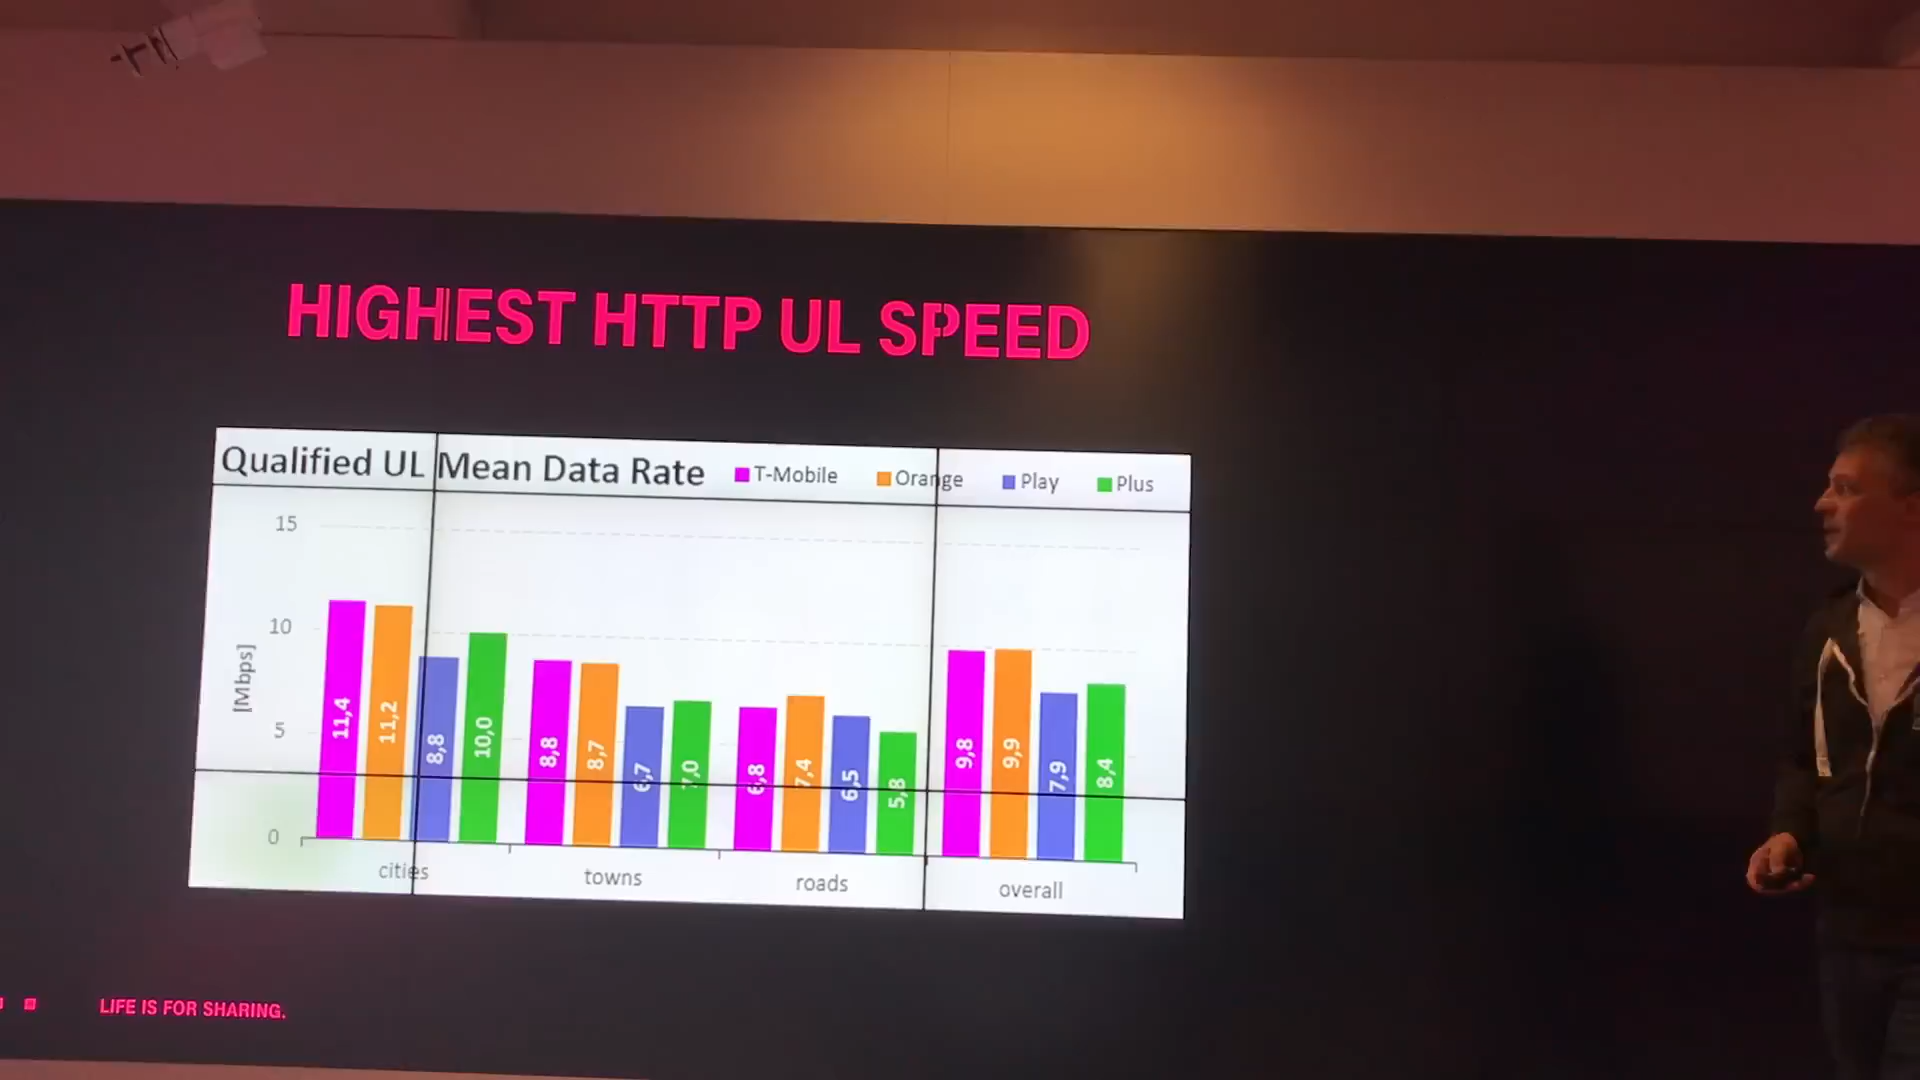 HIGHEST HTTP UL SPEED
Qualified UL Mean Data Rate
T-Mobile Orange Play Plus
15
10
5
0
[Mbps]
11,4 11,2 8,8 10,0
8,8 8,7 6,7 7,0
6,8 7,4 6,5 5,8
9,8 9,9 7,9 8,4
cities towns roads overall
LIFE IS FOR SHARING.